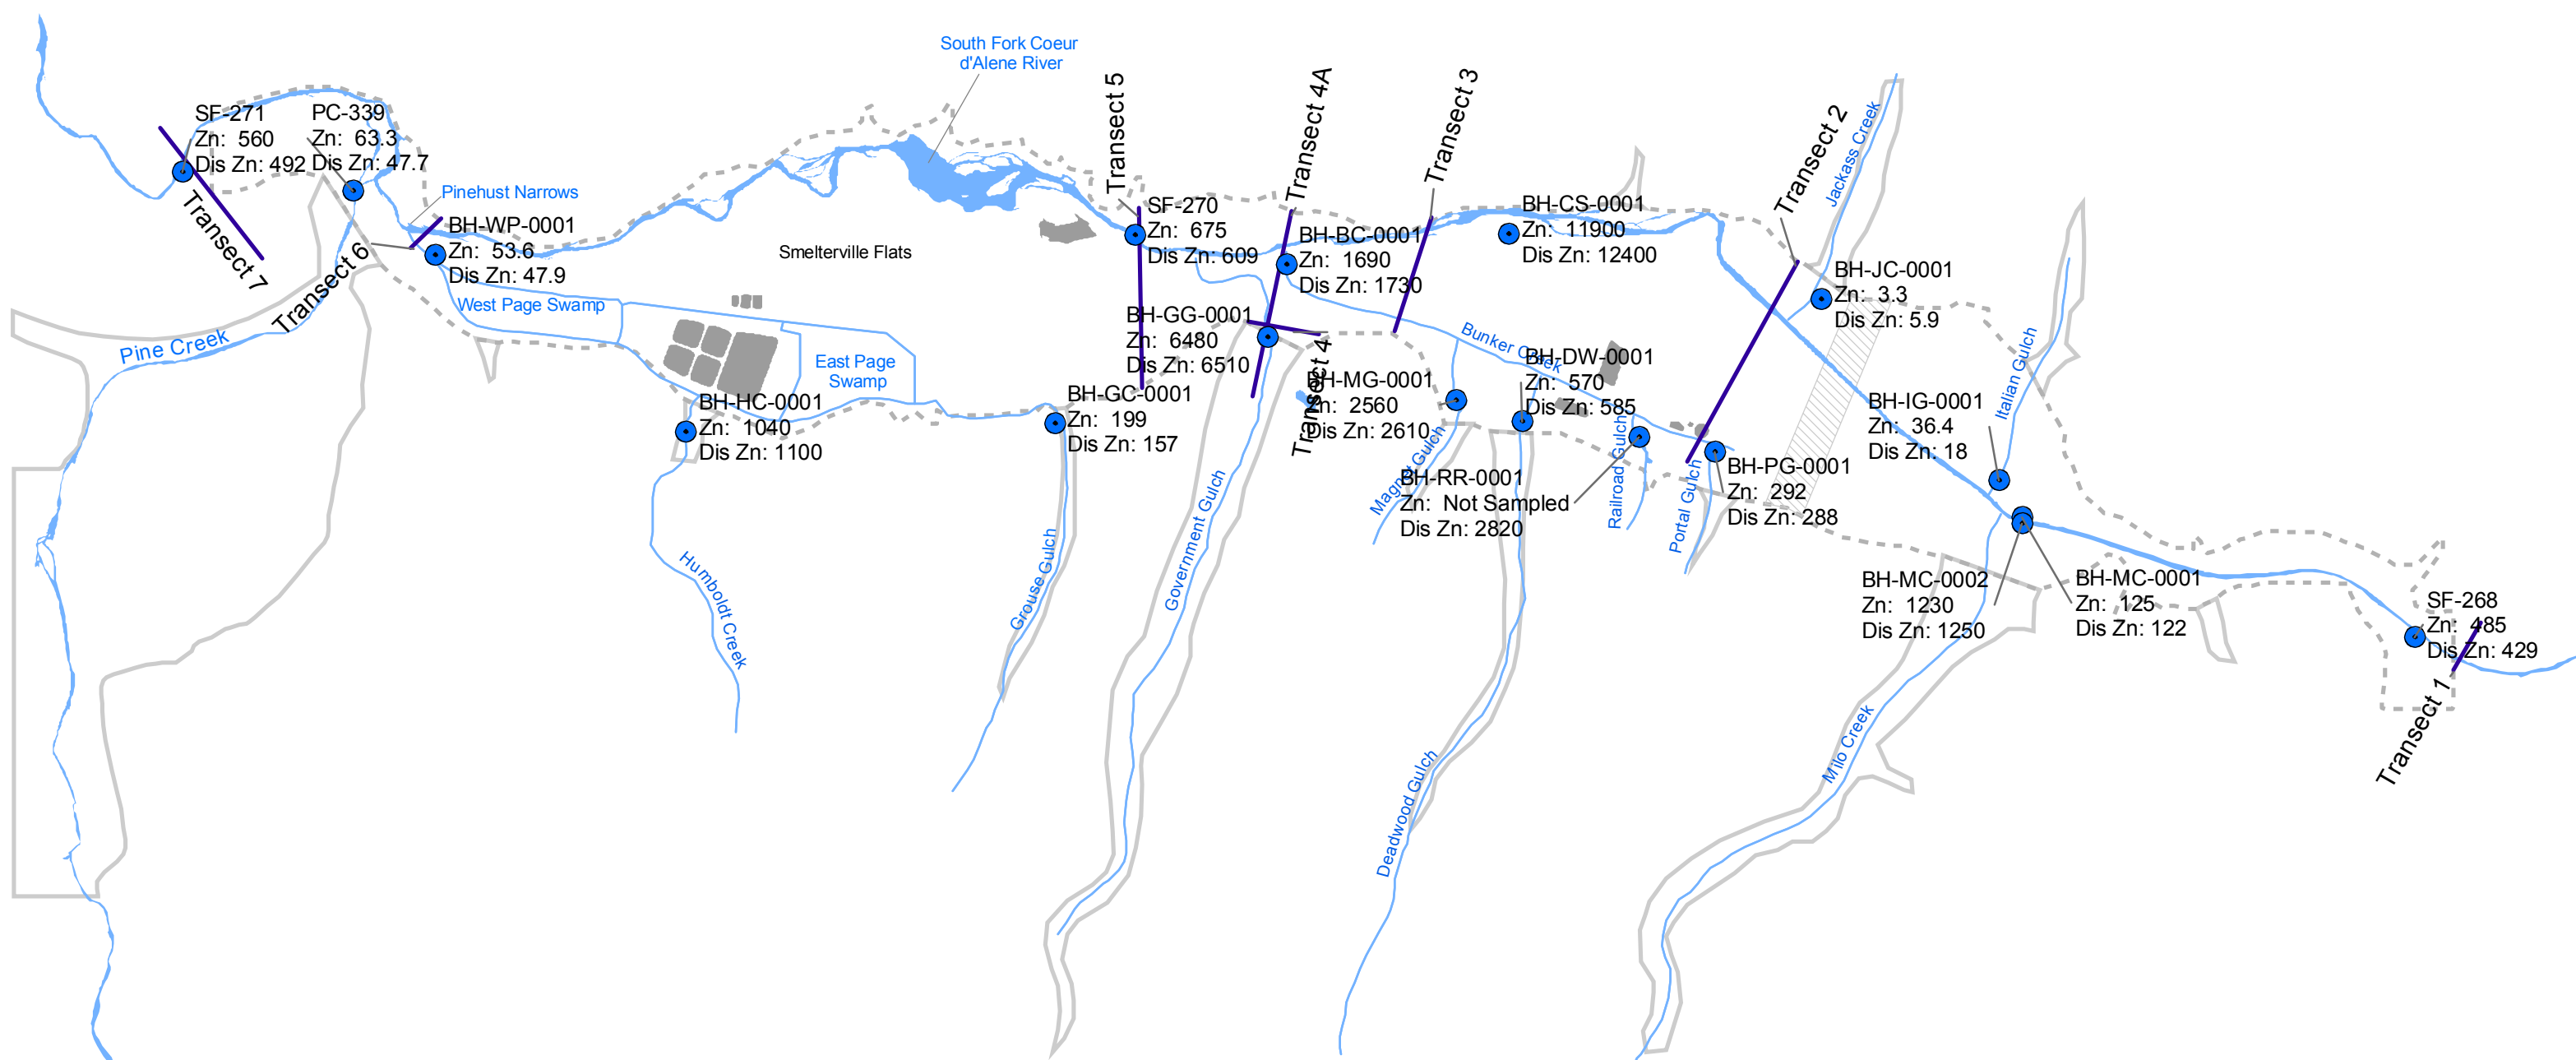 South Fork Coeur
d'Alene River
Transect 5
Transect 4A
Transect 3
Transect 2
Jackass Creek
SF-271
Zn: 560
Dis Zn: 492
PC-339
Zn: 63.3
Dis Zn: 47.7
Pinehust Narrows
Transect 7
Transect 6
BH-WP-0001
Zn: 53.6
Dis Zn: 47.9
Smelterville Flats
West Page Swamp
Pine Creek
East Page
Swamp
SF-270
Zn: 675
Dis Zn: 609
BH-BC-0001
Zn: 1690
Dis Zn: 1730
BH-CS-0001
Zn: 11900
Dis Zn: 12400
BH-JC-0001
Zn: 3.3
Dis Zn: 5.9
BH-GG-0001
Zn: 6480
Dis Zn: 6510
Bunker Creek
Transect 4
BH-DW-0001
Zn: 570
Dis Zn: 585
BH-MG-0001
Zn: 2560
Dis Zn: 2610
BH-HC-0001
Zn: 1040
Dis Zn: 1100
BH-GC-0001
Zn: 199
Dis Zn: 157
BH-IG-0001
Zn: 36.4
Dis Zn: 18
Italian Gulch
Magnet Gulch
BH-RR-0001
Zn: Not Sampled
Dis Zn: 2820
Railroad Gulch
Portal Gulch
BH-PG-0001
Zn: 292
Dis Zn: 288
Humboldt Creek
Grouse Gulch
Government Gulch
Deadwood Gulch
Milo Creek
BH-MC-0002
Zn: 1230
Dis Zn: 1250
BH-MC-0001
Zn: 125
Dis Zn: 122
SF-268
Zn: 485
Dis Zn: 429
Transect 1